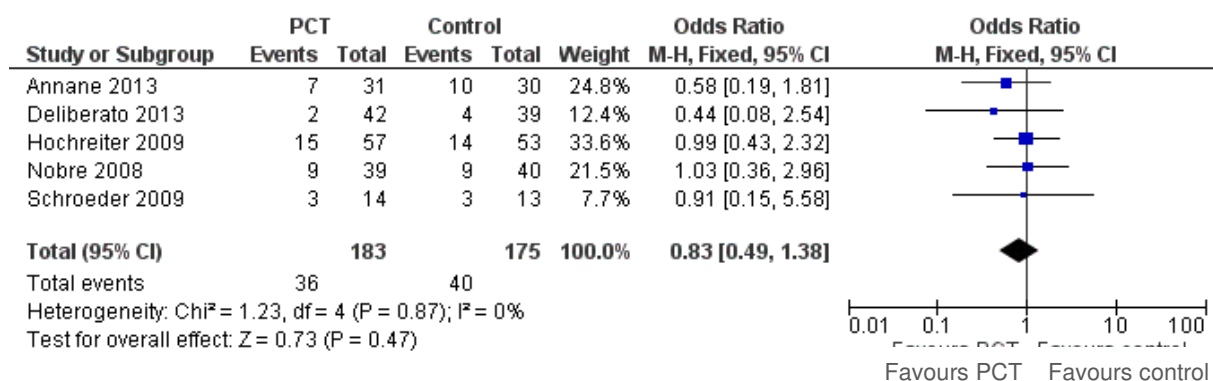 PCT Control Odds Ratio Odds Ratio
Study or Subgroup Events Total Events Total Weight M-H, Fixed, 95% CI M-H, Fixed, 95% CI
Annane 2013 7 31 10 30 24.8% 0.58 [0.19, 1.81]
Deliberato 2013 2 42 4 39 12.4% 0.44 [0.08, 2.54]
Hochreiter 2009 15 57 14 53 33.6% 0.99 [0.43, 2.32]
Nobre 2008 9 39 9 40 21.5% 1.03 [0.36, 2.96]
Schroeder 2009 3 14 3 13 7.7% 0.91 [0.15, 5.58]
Total (95% CI) 183 175 100.0% 0.83 [0.49, 1.38]
Total events 36 40
Heterogeneity: Chi² = 1.23, df = 4 (P = 0.87); I² = 0%
Test for overall effect: Z = 0.73 (P = 0.47)
0.01 0.1 1 10 100
Favours PCT Favours control
Favours PCT Favours control